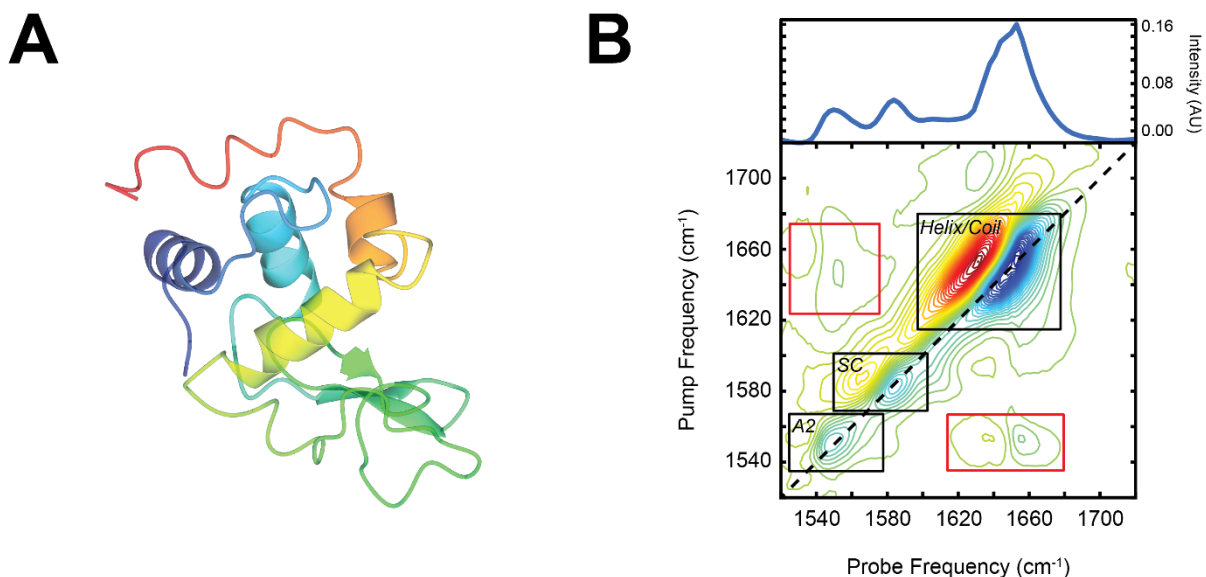 A
B
0.16
0.08
0.00
Intensity (AU)
1700
1660
1620
1580
1540
Pump Frequency (cm⁻¹)
Helix/Coil
SC
A2
1540 1580 1620 1660 1700
Probe Frequency (cm⁻¹)